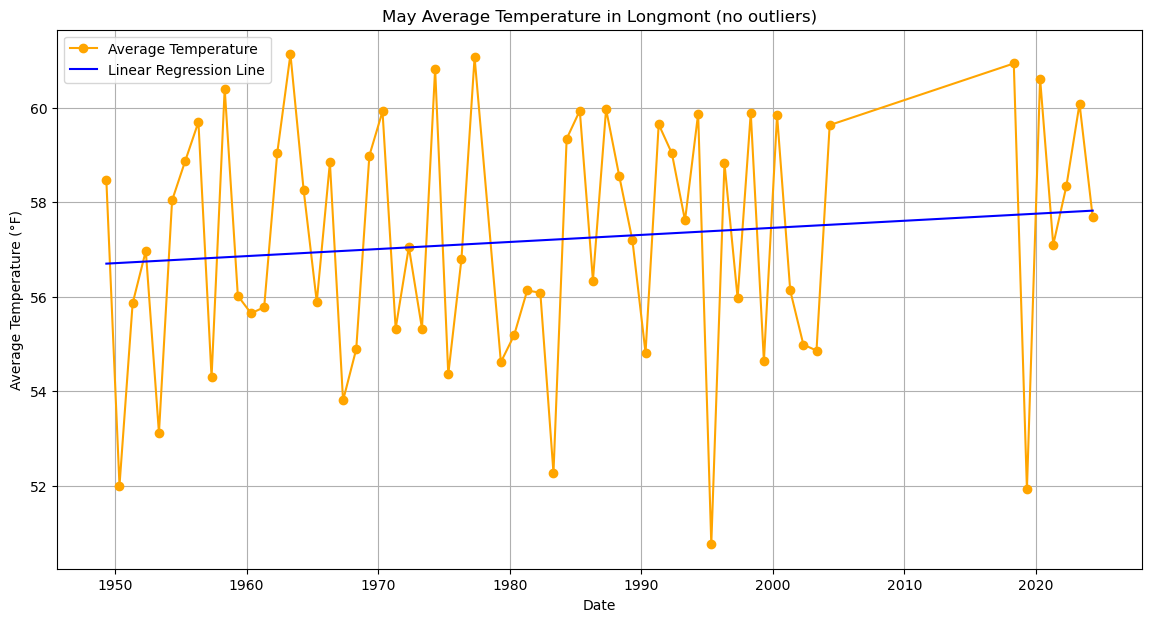 May Average Temperature in Longmont (no outliers)
Average Temperature
Linear Regression Line
Average Temperature (°F)
60
58
56
54
52
1950 1960 1970 1980 1990 2000 2010 2020
Date